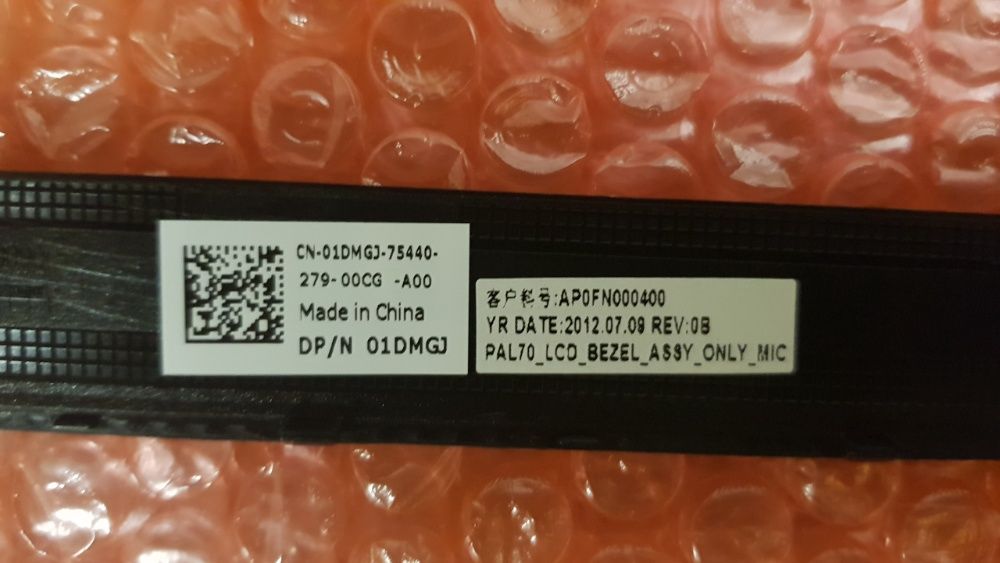 CN-01DMGJ-75440-
279-00CG -A00
Made in China
DP/N 01DMGJ
客户料号:AP0FN000400
YR DATE:2012.07.09 REV:0B
PAL70_LCD_BEZEL_ASSY_ONLY_MIC